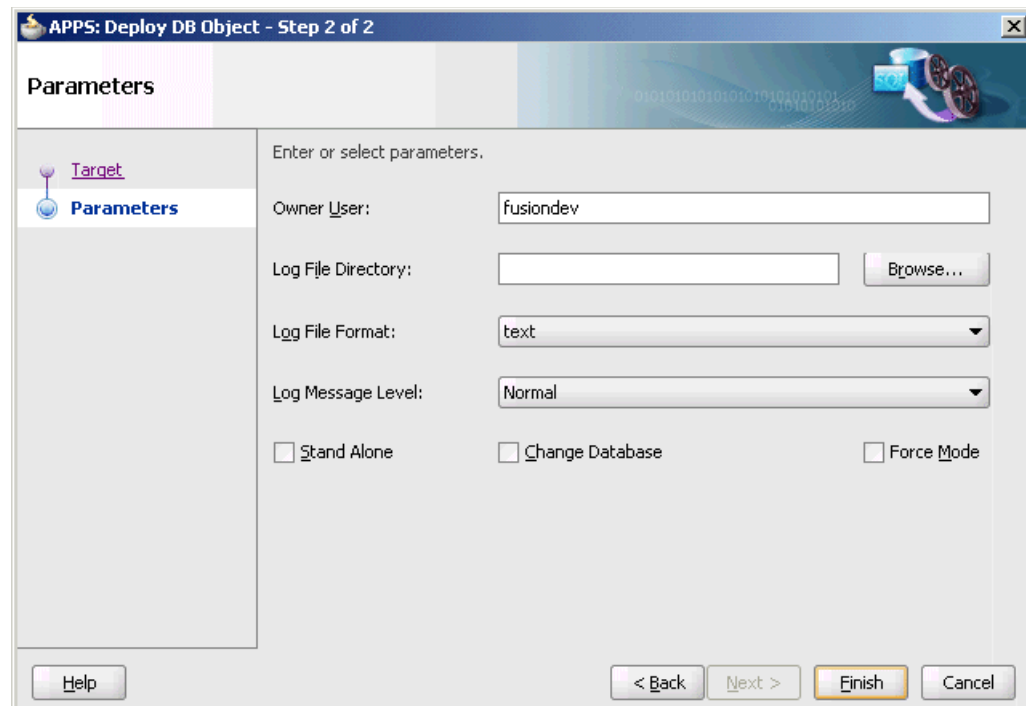 APPS: Deploy DB Object - Step 2 of 2
Parameters
SQL
Target
Parameters
Enter or select parameters.
Owner User:
fusiondev
Log File Directory:
Browse...
Log File Format:
text
Log Message Level:
Normal
Stand Alone
Change Database
Force Mode
Help
< Back
Next >
Finish
Cancel